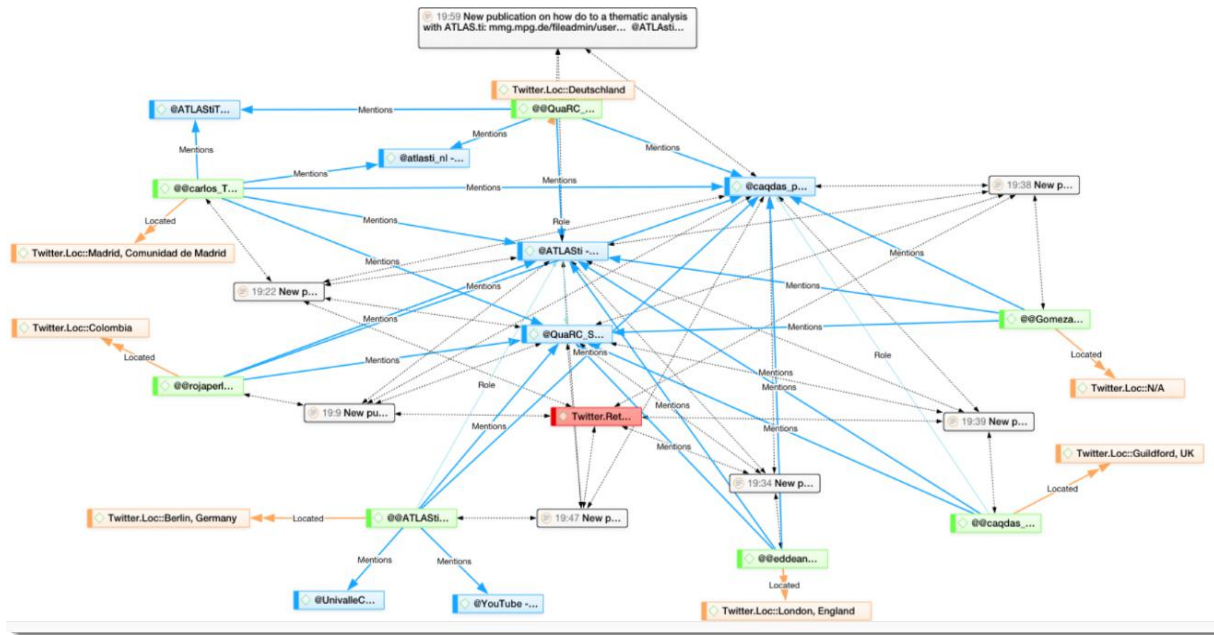 19:59 New publication on how do to a thematic analysis
with ATLAS.ti: mmg.mpg.de/fileadmin/user… @ATLAsti…
Twitter.Loc::Deutschland
@ATLAStiT…
Mentions
@@QuaRC_…
Mentions
Mentions
Mentions
@atlasti_nl -…
Mentions
Mentions
@@carlos_T…
@caqdas_p…
19:38 New p…
Located
Mentions
Role
Twitter.Loc::Madrid, Comunidad de Madrid
@ATLASti -…
Mentions
Mentions
19:22 New p…
Mentions
Mentions
@@Gomeza…
Twitter.Loc::Colombia
Mentions
@QuaRC_S…
Mentions
Located
Mentions
Mentions
Role
Located
@@rojaperl…
Role
Mentions
Mentions
Twitter.Loc::N/A
19:9 New pu…
Twitter.Ret…
Mentions
19:39 New p…
Mentions
Mentions
Mentions
Twitter.Loc::Guildford, UK
19:34 New p…
Located
Twitter.Loc::Berlin, Germany
Located
@@ATLASti…
19:47 New p…
@@caqdas_…
Mentions
Mentions
@@eddean…
Located
@UnivalleC…
@YouTube -…
Twitter.Loc::London, England